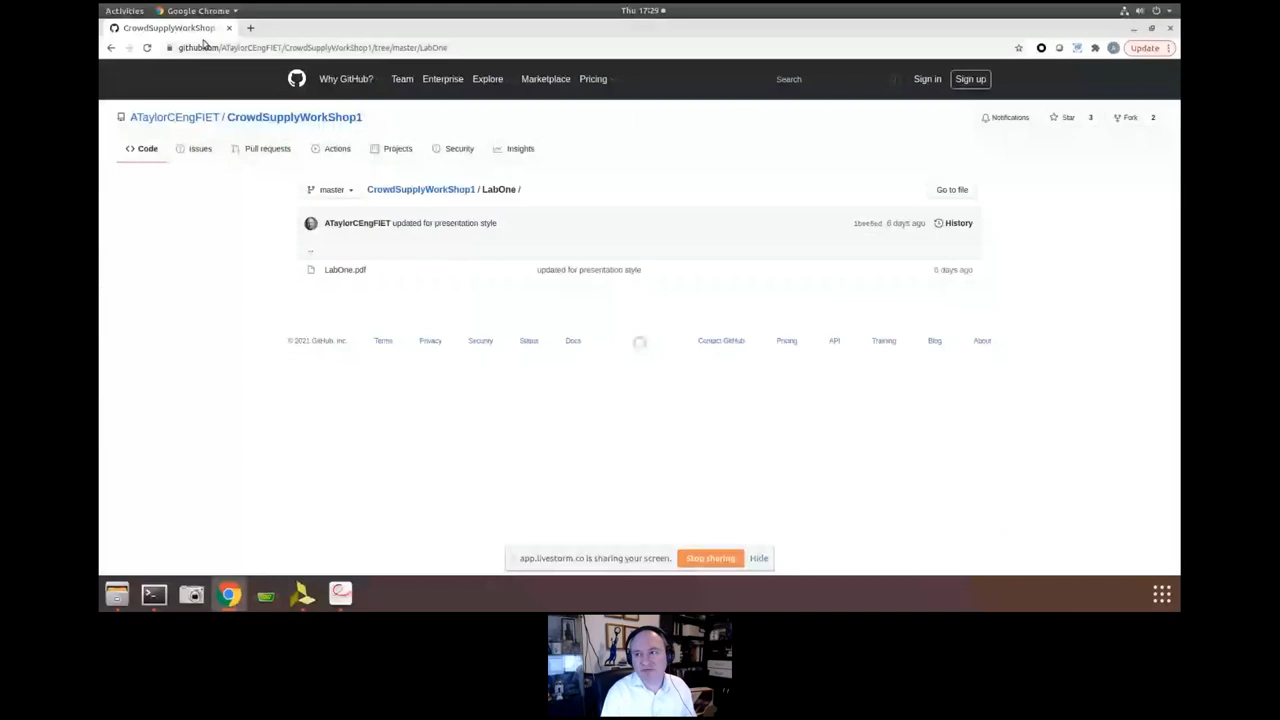 Activities
Google Chrome
Thu 17:29
CrowdSupplyWorkShop
github.com/ATaylorCEngFIET/CrowdSupplyWorkShop1/tree/master/LabOne
Update
Why GitHub?
Team
Enterprise
Explore
Marketplace
Pricing
Search
Sign in
Sign up
ATaylorCEngFIET / CrowdSupplyWorkShop1
Notifications
Star
3
Fork
2
Code
Issues
Pull requests
Actions
Projects
Security
Insights
master
CrowdSupplyWorkShop1 / LabOne /
Go to file
ATaylorCEngFIET updated for presentation style
6 days ago
History
..
LabOne.pdf
updated for presentation style
6 days ago
© 2021 GitHub, Inc.
Terms
Privacy
Security
Status
Docs
Contact GitHub
Pricing
API
Training
Blog
About
app.livestorm.co is sharing your screen.
Stop sharing
Hide